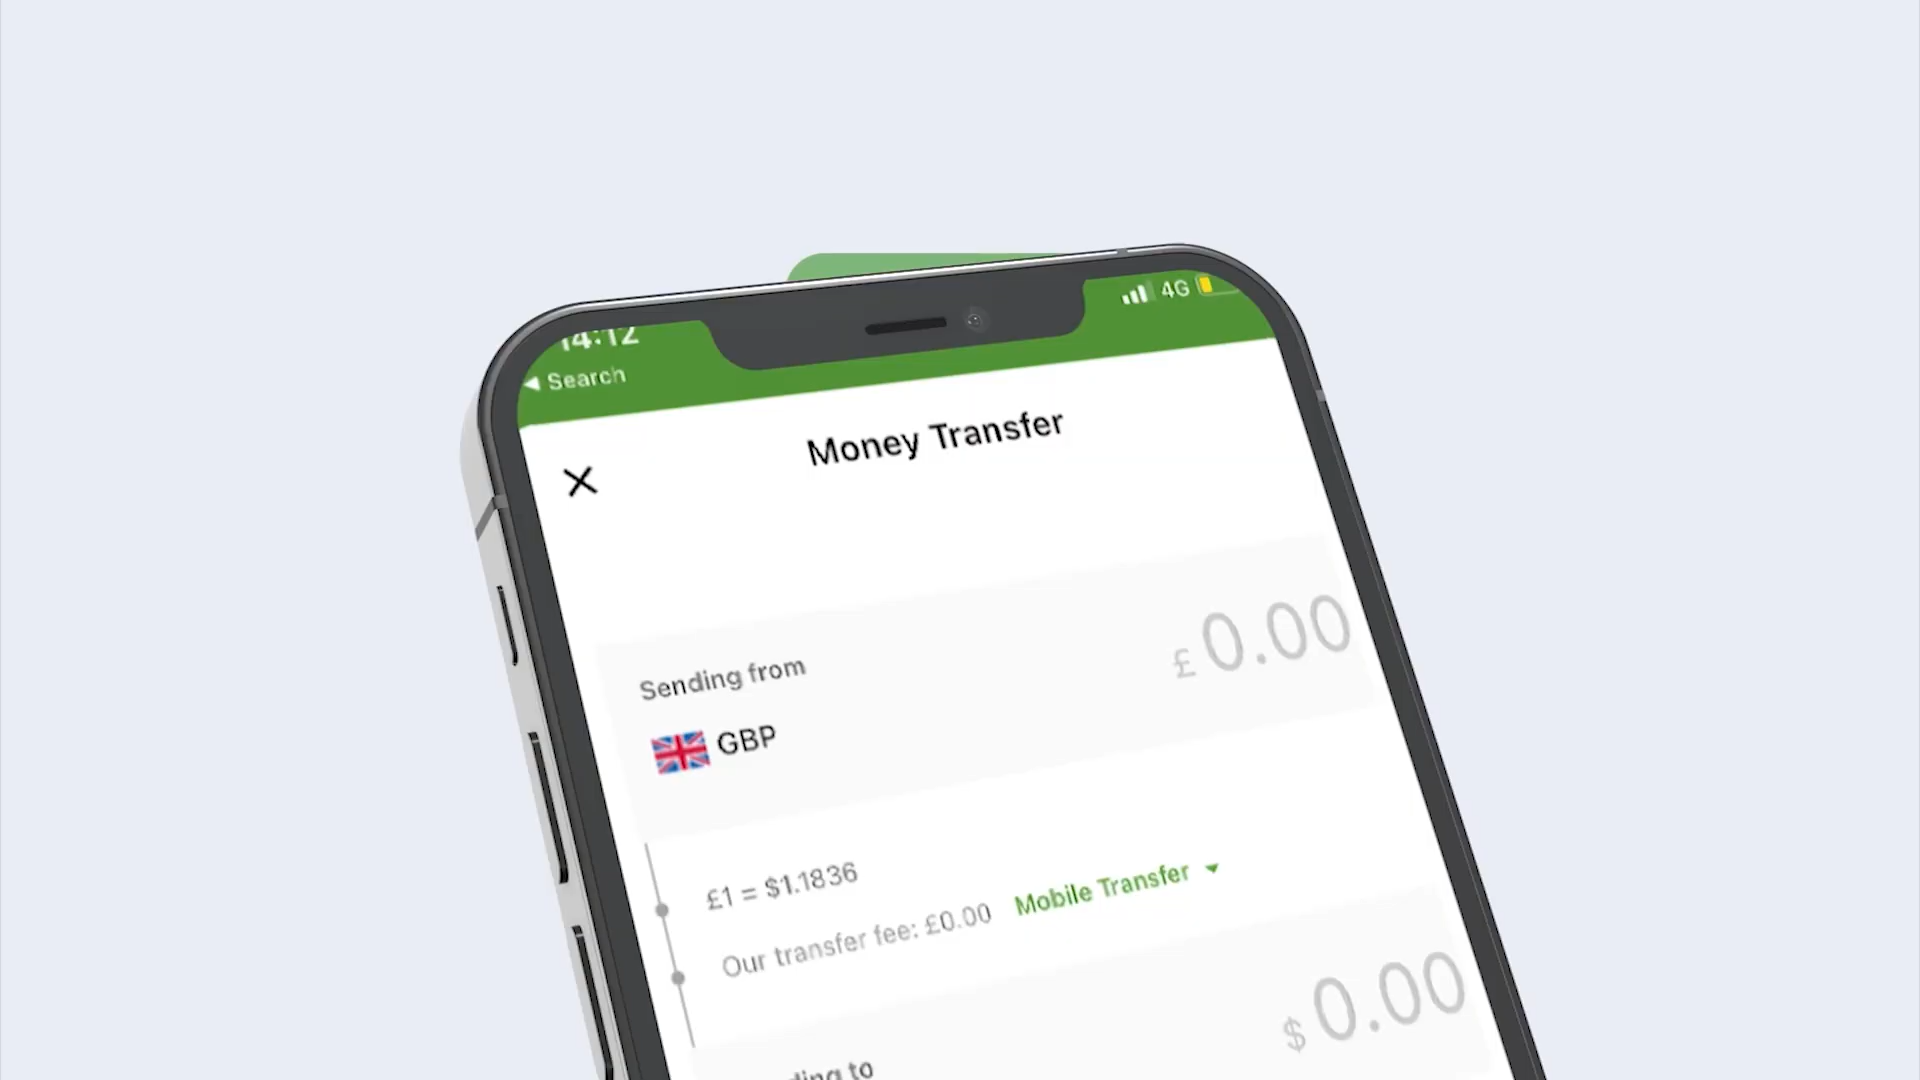 14:12
4G
Search
Money Transfer
£0.00
Sending from
GBP
£1 = $1.1836
Our transfer fee: £0.00 Mobile Transfer
$0.00
to